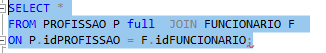 SELECT *
FROM PROFISSAO P full  JOIN FUNCIONARIO F
ON P.idPROFISSAO = F.idFUNCIONARIO;